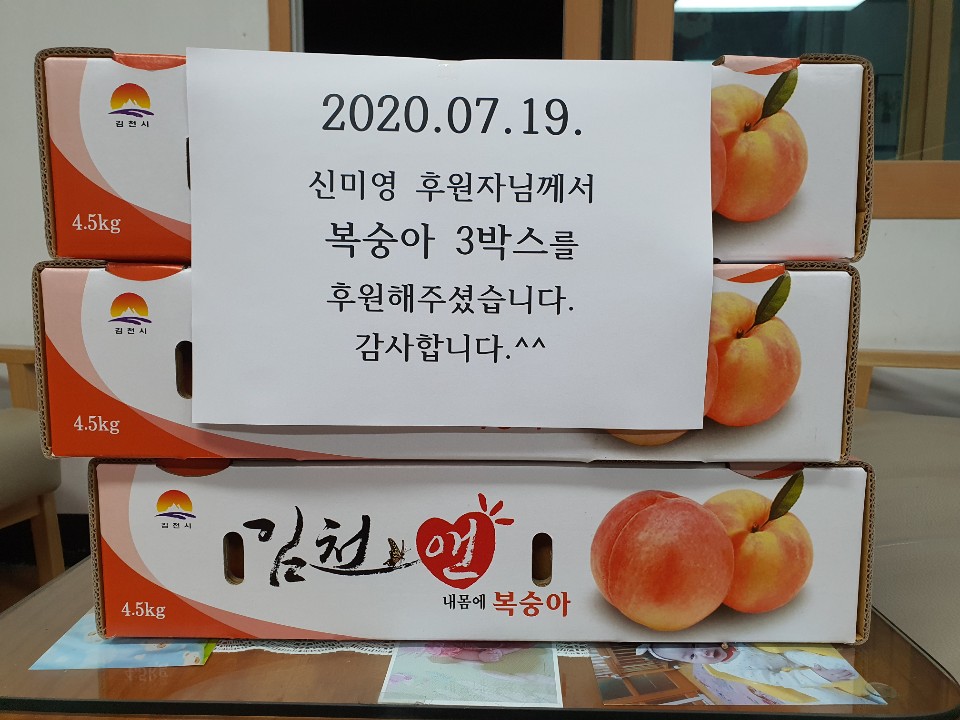 2020.07.19.
신미영 후원자님께서
복숭아 3박스를
후원해주셨습니다.
감사합니다.^^
김천시
4.5kg
김천시
4.5kg
김천시
김천앤
내몸에 복숭아
4.5kg